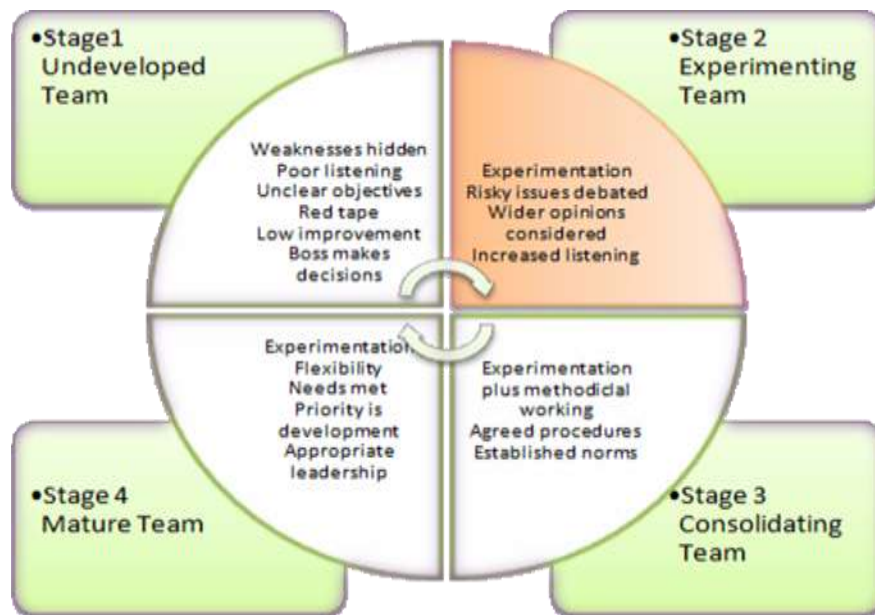 •Stage1
Undeveloped
Team
•Stage 2
Experimenting
Team
Weaknesses hidden
Poor listening
Unclear objectives
Red tape
Low improvement
Boss makes
decisions
Experimentation
Risky issues debated
Wider opinions
considered
Increased listening
Experimentation
Flexibility
Needs met
Priority is
development
Appropriate
leadership
Experimentation
plus methodiclal
working
Agreed procedures
Established norms
•Stage 4
Mature Team
•Stage 3
Consolidating
Team